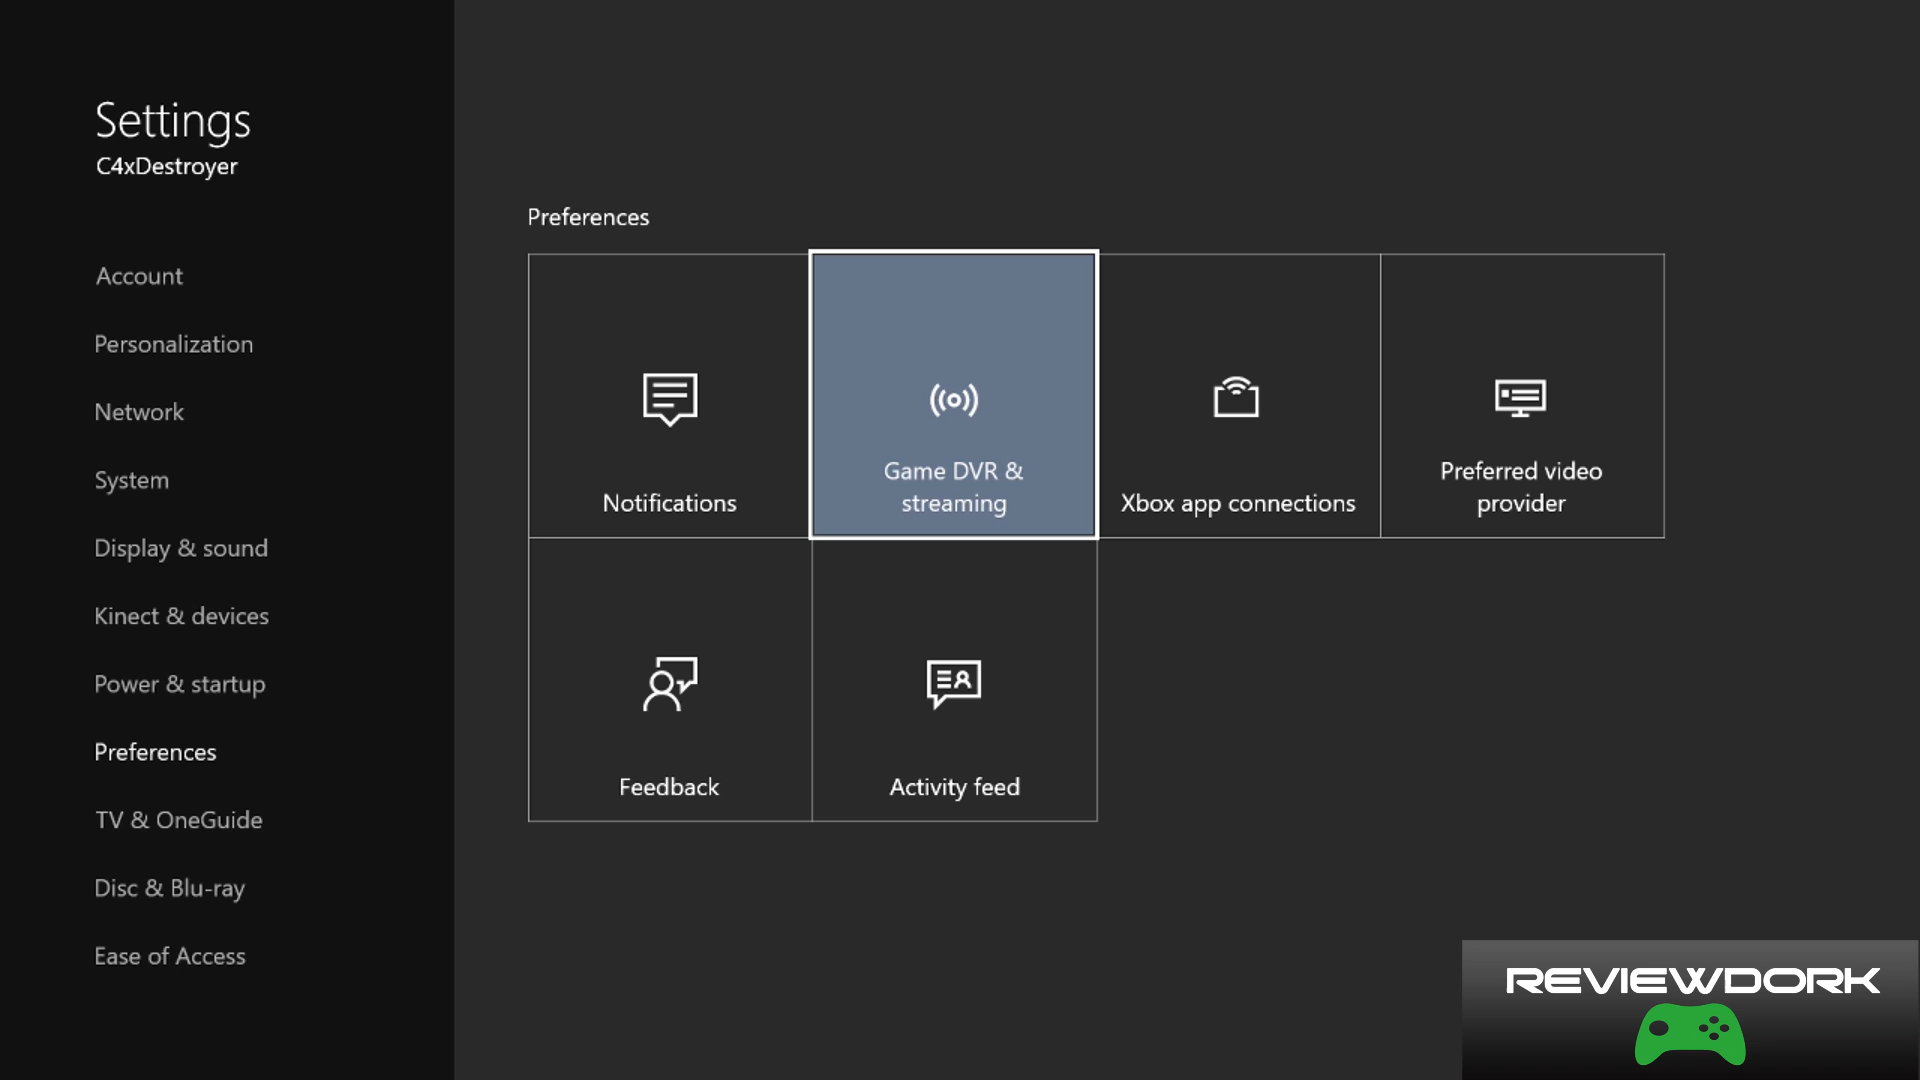 Settings
C4xDestroyer
Account
Personalization
Network
System
Display & sound
Kinect & devices
Power & startup
Preferences
TV & OneGuide
Disc & Blu-ray
Ease of Access
Preferences
Notifications
Game DVR &
streaming
Xbox app connections
Preferred video
provider
Feedback
Activity feed
REVIEWDORK